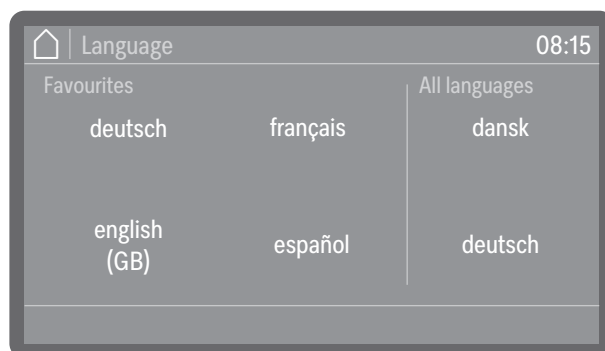 Language 08:15
Favourites All languages
deutsch français dansk
english
(GB) español deutsch